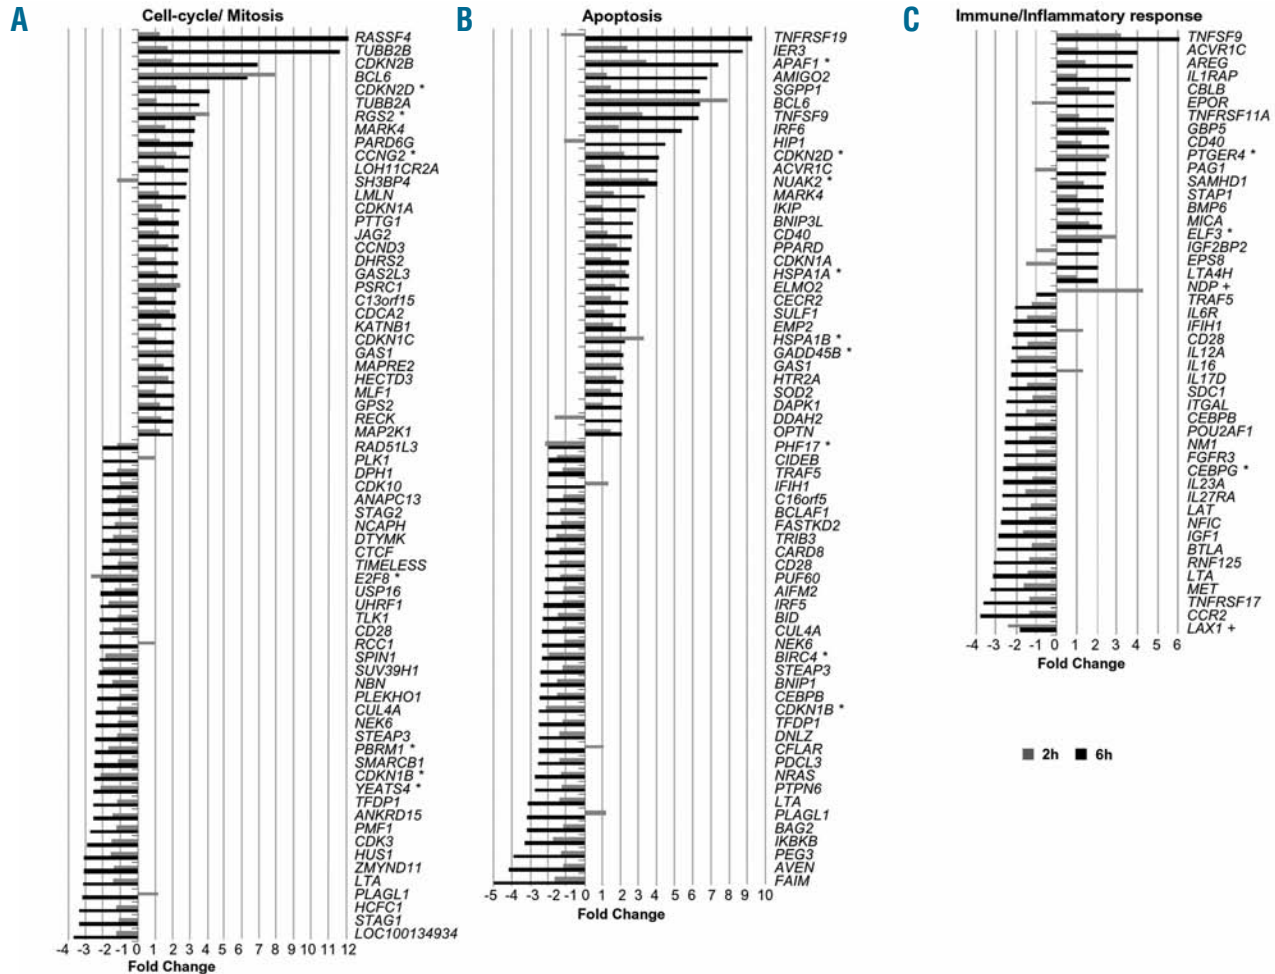 A
Cell-cycle/ Mitosis
RASSF4
TUBB2B
CDKN2B
BCL6
CDKN2D *
TUBB2A
RGS2 *
MARK4
PARD6G
CCNG2 *
LOH11CR2A
SH3BP4
LMLN
CDKN1A
PTTG1
JAG2
CCND3
DHRS2
GAS2L3
PSRC1
C13orf15
CDCA2
KATNB1
CDKN1C
GAS1
MAPRE2
HECTD3
MLF1
GPS2
RECK
MAP2K1
RAD51L3
PLK1
DPH1
CDK10
ANAPC13
STAG2
NCAPH
DTYMK
CTCF
TIMELESS
E2F8 *
USP16
UHRF1
TLK1
CD28
RCC1
SPIN1
SUV39H1
NBN
PLEKHO1
CUL4A
NEK6
STEAP3
PBRM1 *
SMARCB1
CDKN1B *
YEATS4 *
TFDP1
ANKRD15
PMF1
CDK3
HUS1
ZMYND11
LTA
PLAGL1
HCFC1
STAG1
LOC100134934
-4 -3 -2 -1 0 1 2 3 4 5 6 7 8 9 10 11 12
Fold Change
B
Apoptosis
TNFRSF19
IER3
APAF1 *
AMIGO2
SGPP1
BCL6
TNFSF9
IRF6
HIP1
CDKN2D *
ACVR1C
NUAK2 *
MARK4
IKIP
BNIP3L
CD40
PPARD
CDKN1A
HSPA1A *
ELMO2
CECR2
SULF1
EMP2
HSPA1B *
GADD45B *
GAS1
HTR2A
SOD2
DAPK1
DDAH2
OPTN
PHF17 *
CIDEB
TRAF5
IFIH1
C16orf5
BCLAF1
FASTKD2
TRIB3
CARD8
CD28
PUF60
AIFM2
IRF5
BID
CUL4A
NEK6
BIRC4 *
STEAP3
BNIP1
CEBPB
CDKN1B *
TFDP1
DNLZ
CFLAR
PDCL3
NRAS
PTPN6
LTA
PLAGL1
BAG2
IKBKB
PEG3
AVEN
FAIM
-5 -4 -3 -2 -1 0 1 2 3 4 5 6 7 8 9 10
Fold Change
C
Immune/Inflammatory response
TNFSF9
ACVR1C
AREG
IL1RAP
CBLB
EPOR
TNFRSF11A
GBP5
CD40
PTGER4 *
PAG1
SAMHD1
STAP1
BMP6
MICA
ELF3 *
IGF2BP2
EPS8
LTA4H
NDP +
TRAF5
IL6R
IFIH1
CD28
IL12A
IL16
IL17D
SDC1
ITGAL
CEBPB
POU2AF1
NM1
FGFR3
CEBPG *
IL23A
IL27RA
LAT
NFIC
IGF1
BTLA
RNF125
LTA
MET
TNFRSF17
CCR2
LAX1 +
-4 -3 -2 -1 0 1 2 3 4 5 6
Fold Change
2h 6h